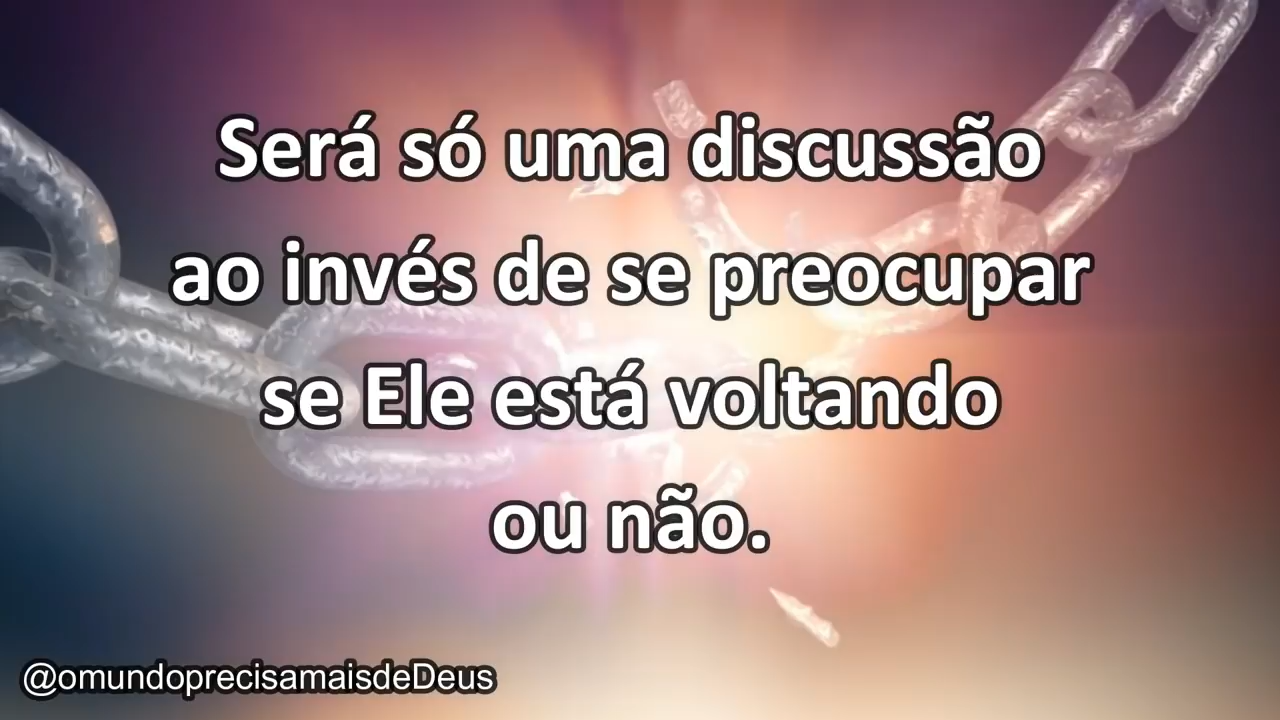 Será só uma discussão
ao invés de se preocupar
se Ele está voltando
ou não.
@omundoprecisamaisdeDeus